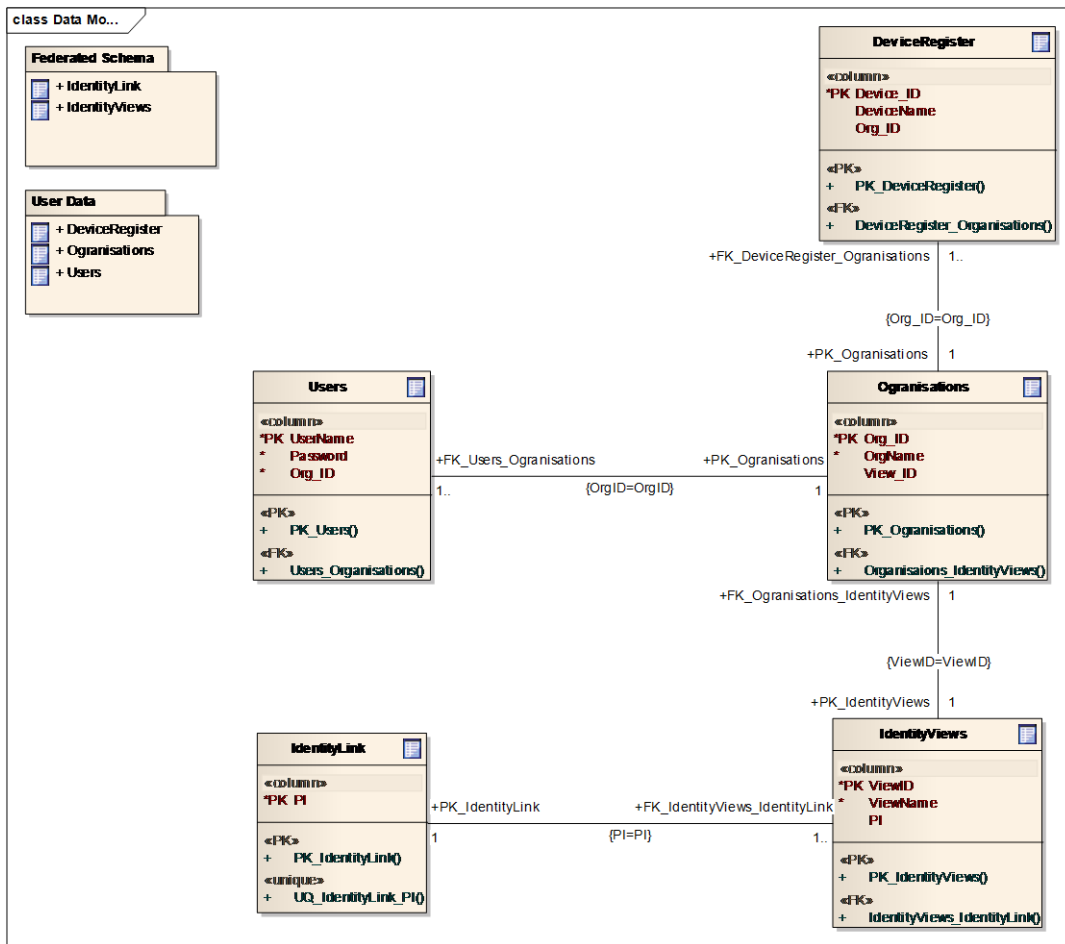 class Data Mo...
Federated Schema
+ IdentityLink
+ IdentityViews
User Data
+ DeviceRegister
+ Ogranisations
+ Users
DeviceRegister
«column»
*PK Device_ID
DeviceName
Org_ID
«PK»
+ PK_DeviceRegister()
«FK»
+ DeviceRegister_Organisations()
+FK_DeviceRegister_Ogranisations 1..
{Org_ID=Org_ID}
+PK_Ogranisations 1
Users
«column»
*PK UserName
* Password
* Org_ID
«PK»
+ PK_Users()
«FK»
+ Users_Organisations()
+FK_Users_Ogranisations +PK_Ogranisations
1.. {OrgID=OrgID} 1
Ogranisations
«column»
*PK Org_ID
* OrgName
View_ID
«PK»
+ PK_Ogranisations()
«FK»
+ Organisaions_IdentityViews()
+FK_Ogranisations_IdentityViews 1
{ViewID=ViewID}
+PK_IdentityViews 1
IdentityLink
«column»
*PK PI
«PK»
+ PK_IdentityLink()
«unique»
+ UQ_IdentityLink_PI()
+PK_IdentityLink +FK_IdentityViews_IdentityLink
1 {PI=PI} 1..
IdentityViews
«column»
*PK ViewID
* ViewName
PI
«PK»
+ PK_IdentityViews()
«FK»
+ IdentityViews_IdentityLink()